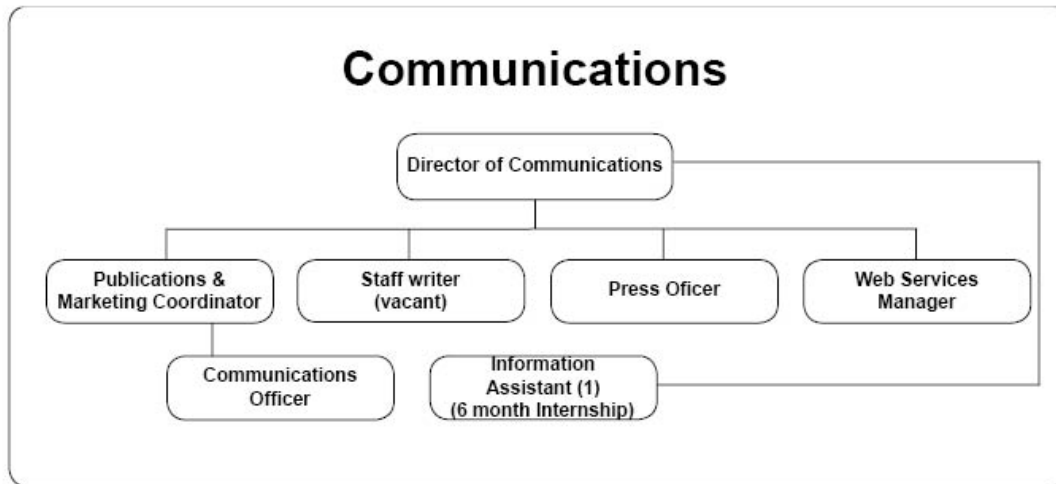 Communications
Director of Communications
Publications &
Marketing Coordinator
Staff writer
(vacant)
Press Oficer
Web Services
Manager
Communications
Officer
Information
Assistant (1)
(6 month Internship)